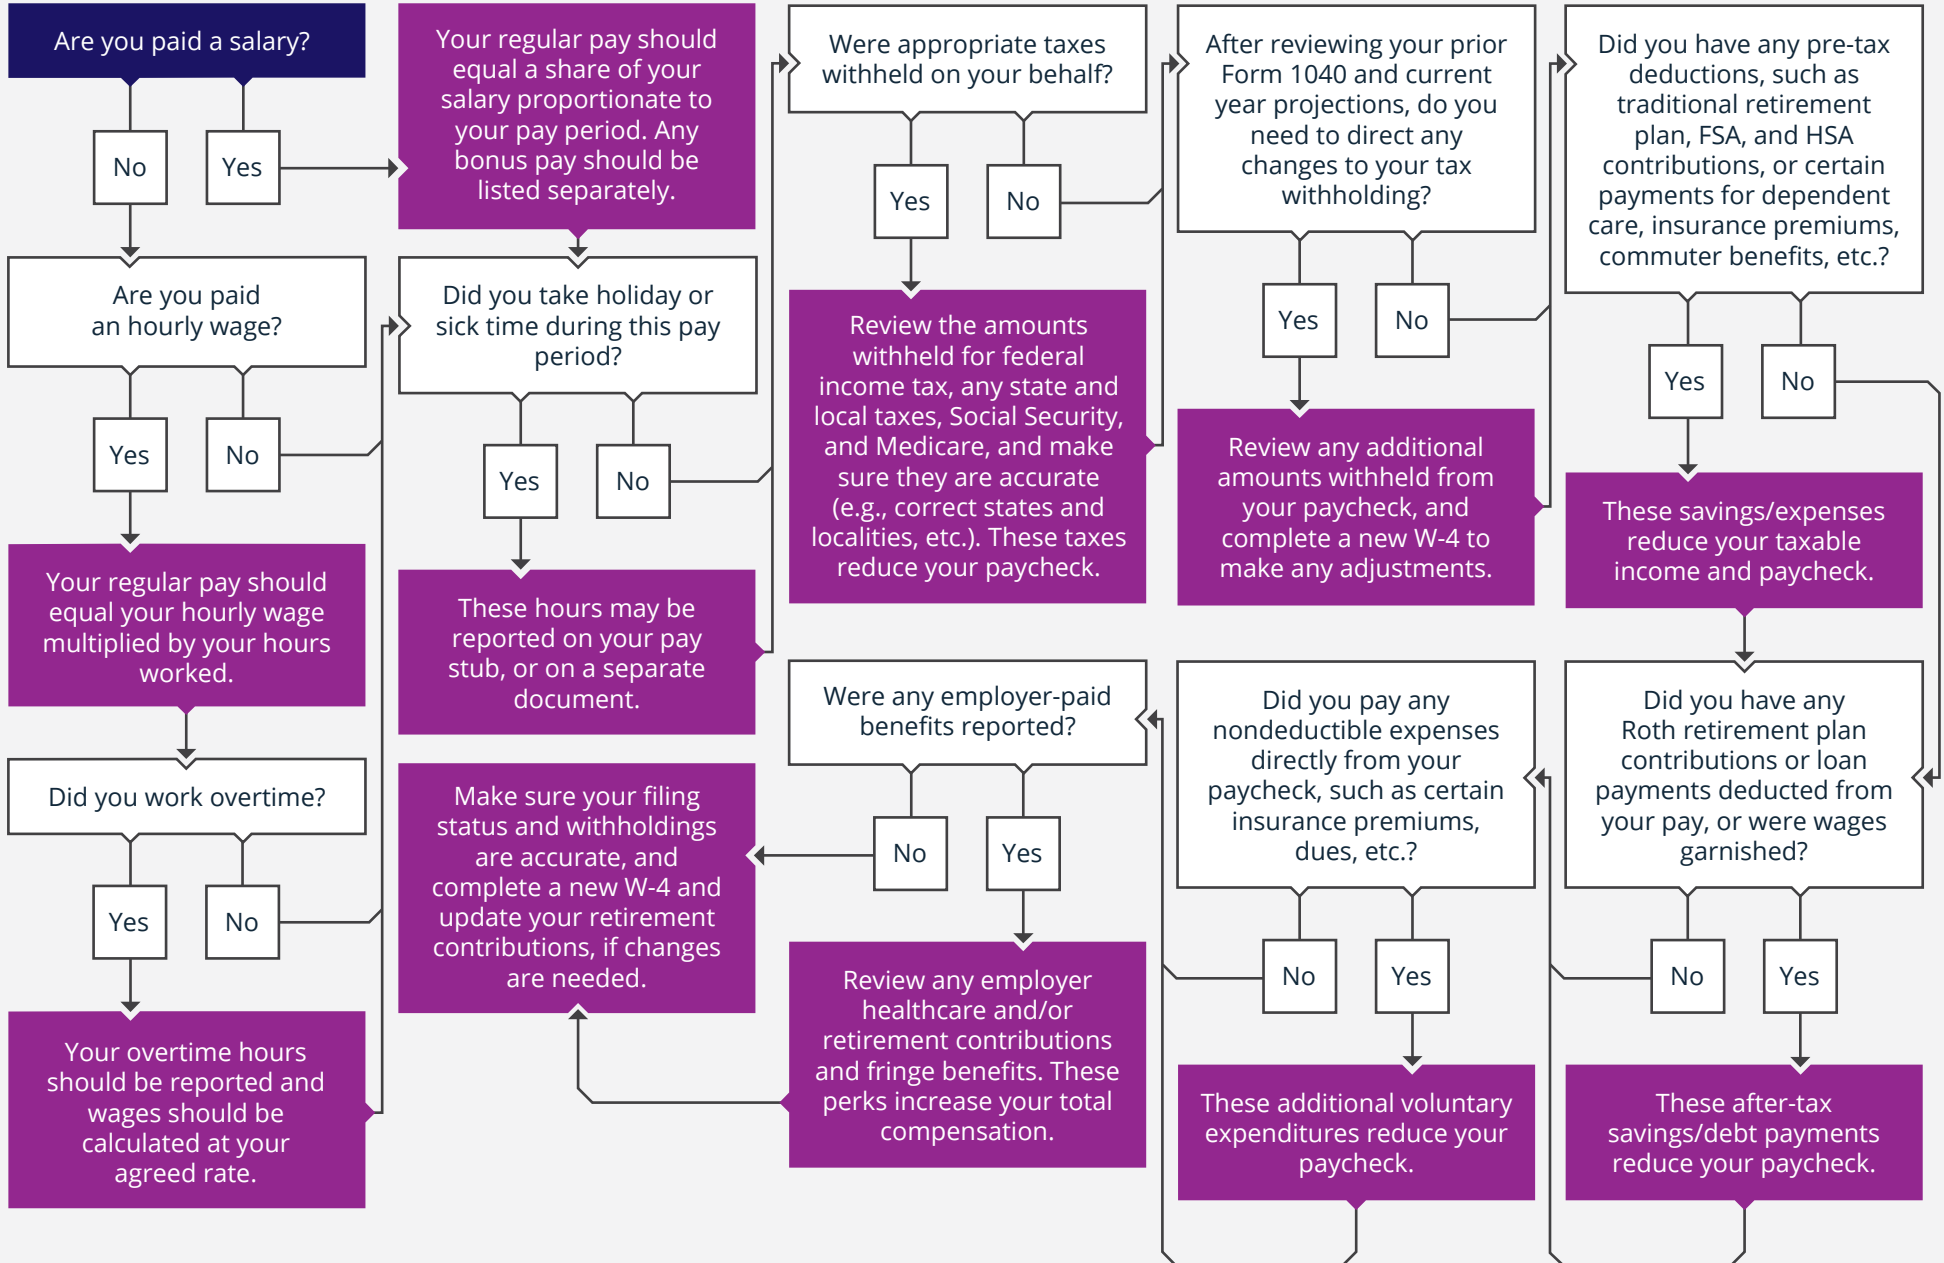 Are you paid a salary?
No
Yes
Your regular pay should
equal a share of your
salary proportionate to
your pay period. Any
bonus pay should be
listed separately.
Are you paid
an hourly wage?
Yes
No
Your regular pay should
equal your hourly wage
multiplied by your hours
worked.
Did you work overtime?
Yes
No
Your overtime hours
should be reported and
wages should be
calculated at your
agreed rate.
Did you take holiday or
sick time during this pay
period?
Yes
No
These hours may be
reported on your pay
stub, or on a separate
document.
Were appropriate taxes
withheld on your behalf?
Yes
No
Review the amounts
withheld for federal
income tax, any state and
local taxes, Social Security,
and Medicare, and make
sure they are accurate
(e.g., correct states and
localities, etc.). These taxes
reduce your paycheck.
After reviewing your prior
Form 1040 and current
year projections, do you
need to direct any
changes to your tax
withholding?
Yes
No
Review any additional
amounts withheld from
your paycheck, and
complete a new W-4 to
make any adjustments.
Did you have any pre-tax
deductions, such as
traditional retirement
plan, FSA, and HSA
contributions, or certain
payments for dependent
care, insurance premiums,
commuter benefits, etc.?
Yes
No
These savings/expenses
reduce your taxable
income and paycheck.
Did you have any
Roth retirement plan
contributions or loan
payments deducted from
your pay, or were wages
garnished?
No
Yes
These after-tax
savings/debt payments
reduce your paycheck.
Did you pay any
nondeductible expenses
directly from your
paycheck, such as certain
insurance premiums,
dues, etc.?
No
Yes
These additional voluntary
expenditures reduce your
paycheck.
Were any employer-paid
benefits reported?
No
Yes
Review any employer
healthcare and/or
retirement contributions
and fringe benefits. These
perks increase your total
compensation.
Make sure your filing
status and withholdings
are accurate, and
complete a new W-4 and
update your retirement
contributions, if changes
are needed.